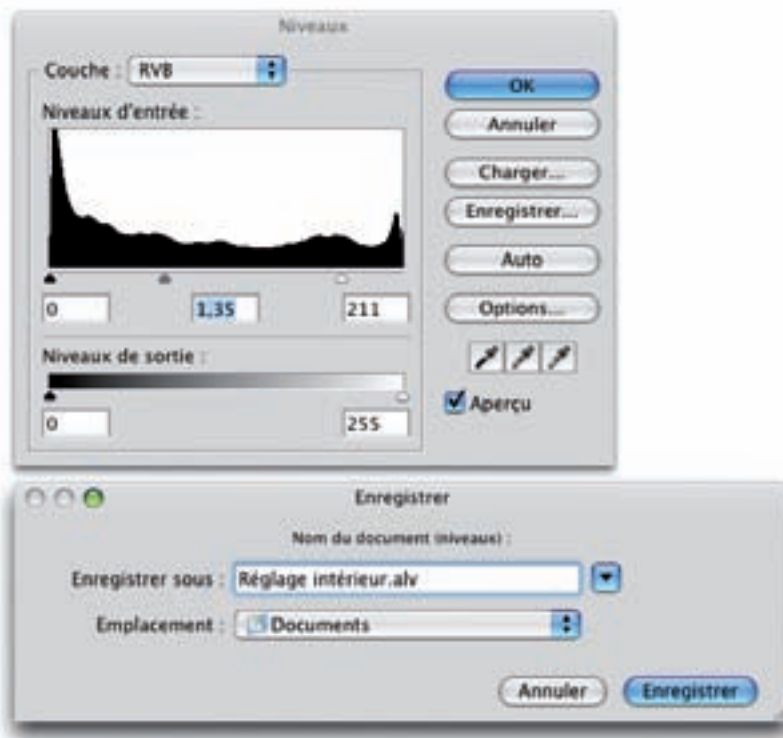 Niveaux
Couche : RVB
OK
Niveaux d'entrée :
Annuler
Charger...
Enregistrer...
Auto
0 1,35 211
Options...
Niveaux de sortie :
Aperçu
0 255
Enregistrer
Nom du document (niveaux) :
Enregistrer sous : Réglage intérieur.alv
Emplacement : Documents
Annuler Enregistrer